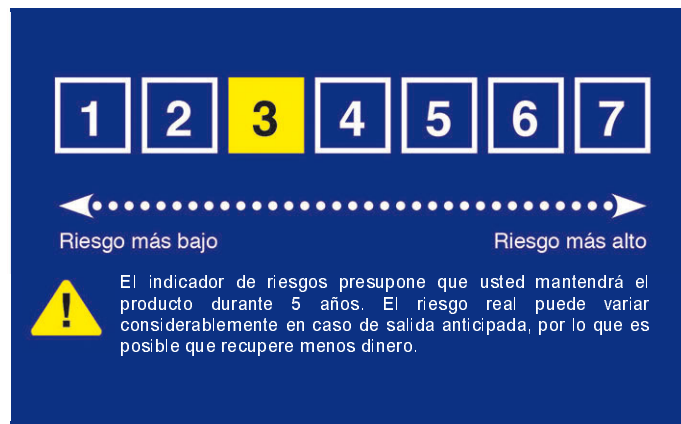 1 2 3 4 5 6 7
Riesgo más bajo Riesgo más alto
!
El indicador de riesgos presupone que usted mantendrá el
producto durante 5 años. El riesgo real puede variar
considerablemente en caso de salida anticipada, por lo que es
posible que recupere menos dinero.